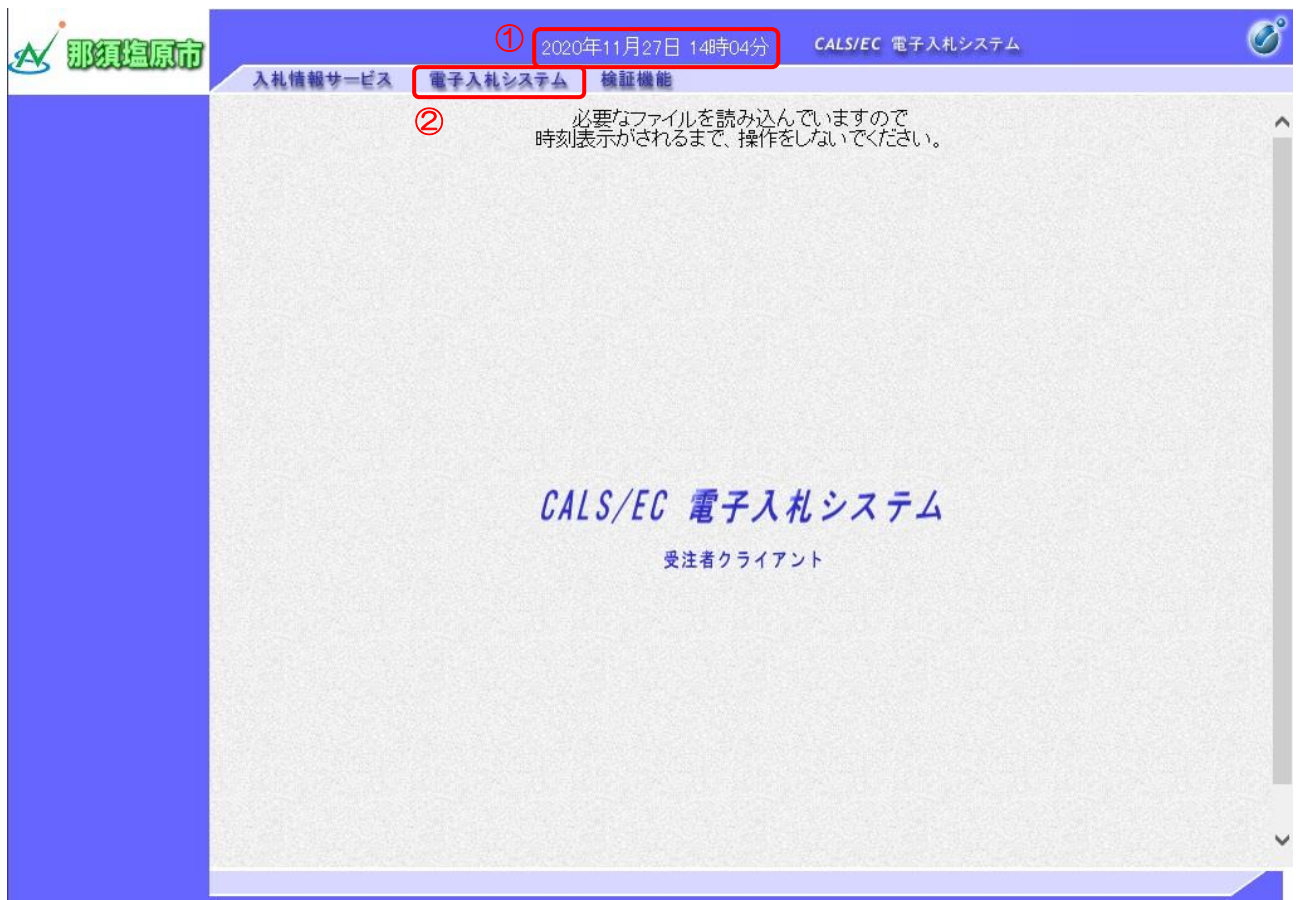 那須塩原市
① 2020年11月27日 14時04分 CALS/EC 電子入札システム
入札情報サービス 電子入札システム 検証機能
②
必要なファイルを読み込んでいますので
時刻表示がされるまで、操作をしないでください。
CALS/EC 電子入札システム
受注者クライアント